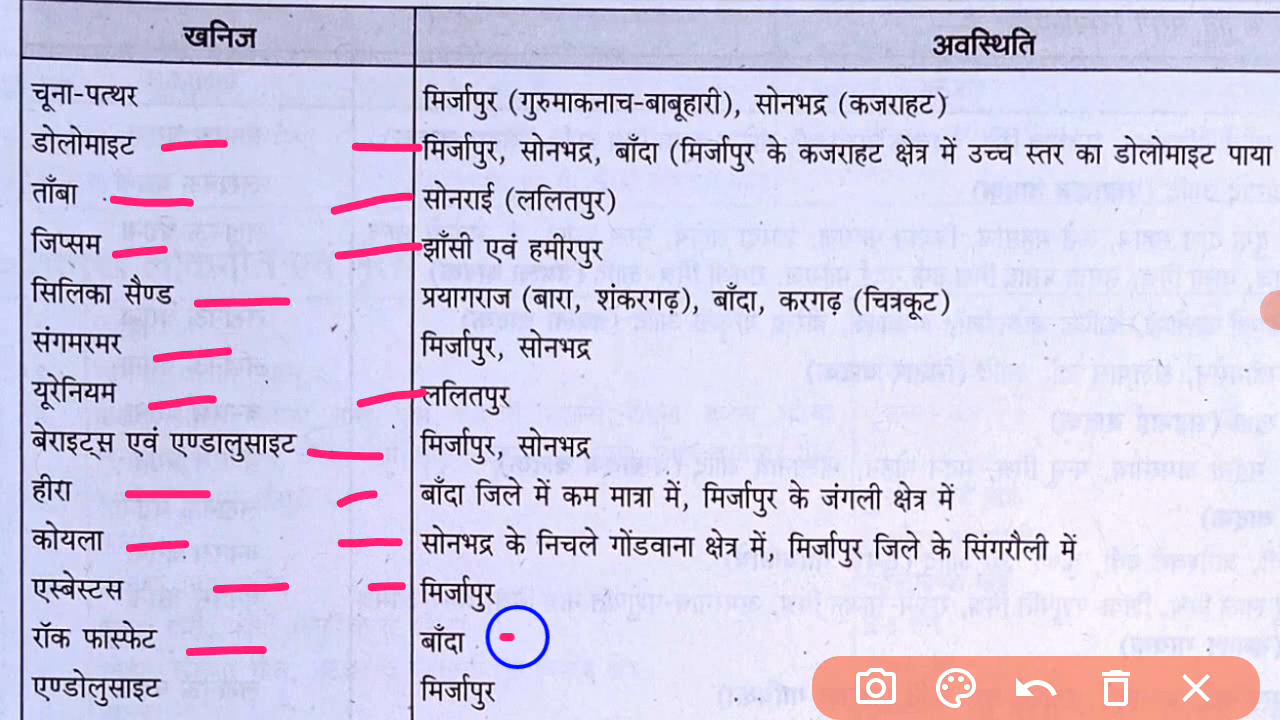 खनिज अवस्थिति
चूना-पत्थर मिर्जापुर (गुरुमाकनाच-बाबूहारी), सोनभद्र (कजराहट)
डोलोमाइट मिर्जापुर, सोनभद्र, बाँदा (मिर्जापुर के कजराहट क्षेत्र में उच्च स्तर का डोलोमाइट पाया
ताँबा सोनराई (ललितपुर)
जिप्सम झाँसी एवं हमीरपुर
सिलिका सैण्ड प्रयागराज (बारा, शंकरगढ़), बाँदा, करगढ़ (चित्रकूट)
संगमरमर मिर्जापुर, सोनभद्र
यूरेनियम ललितपुर
बेराइट्स एवं एण्डालुसाइट मिर्जापुर, सोनभद्र
हीरा बाँदा जिले में कम मात्रा में, मिर्जापुर के जंगली क्षेत्र में
कोयला सोनभद्र के निचले गोंडवाना क्षेत्र में, मिर्जापुर जिले के सिंगरौली में
एस्बेस्टस मिर्जापुर
रॉक फास्फेट बाँदा
एण्डोलुसाइट मिर्जापुर